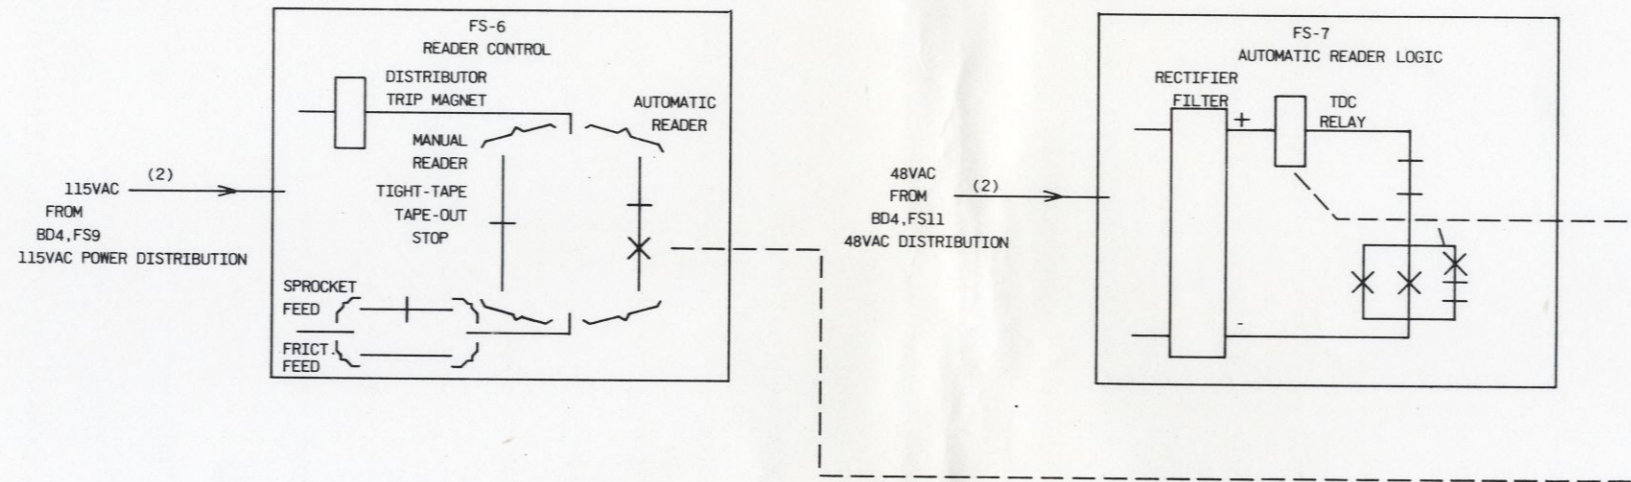 FS-6
READER CONTROL
DISTRIBUTOR
TRIP MAGNET
AUTOMATIC
READER
MANUAL
READER
TIGHT-TAPE
TAPE-OUT
STOP
115VAC
(2)
FROM
BD4,FS9
115VAC POWER DISTRIBUTION
SPROCKET
FEED
FRICT.
FEED
FS-7
AUTOMATIC READER LOGIC
RECTIFIER
FILTER
+
TDC
RELAY
48VAC
(2)
FROM
BD4,FS11
48VAC DISTRIBUTION
-